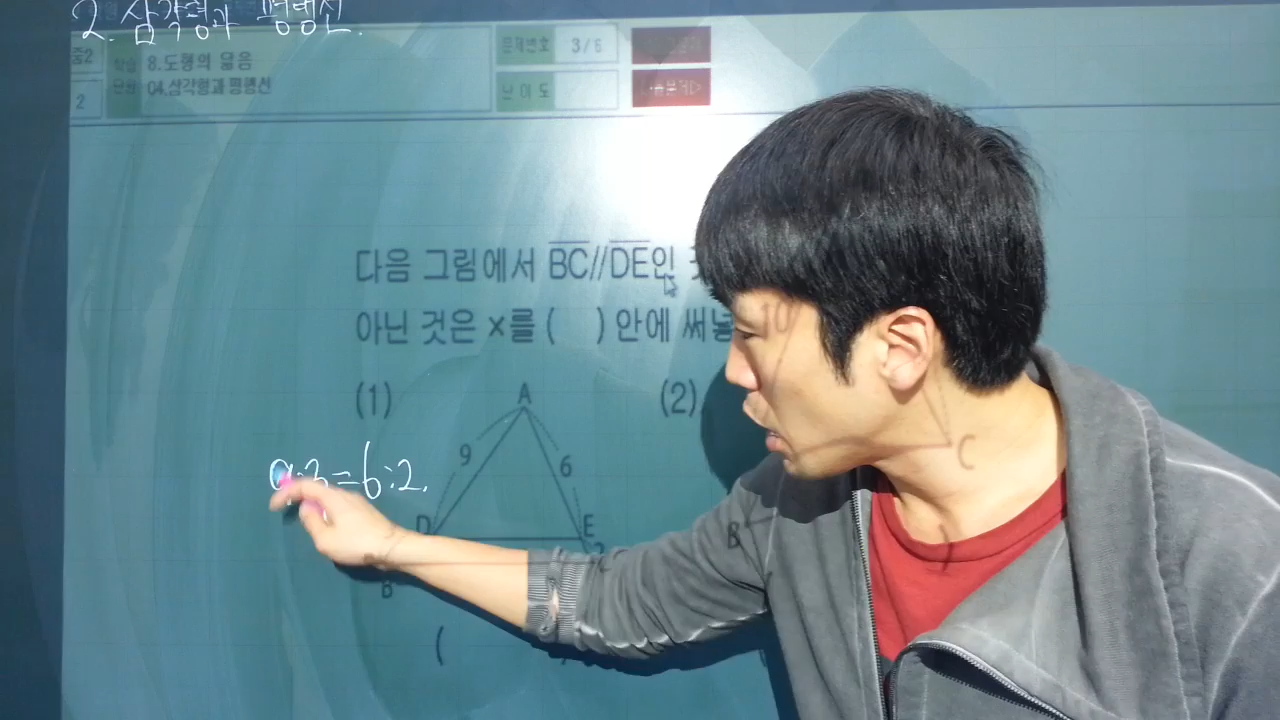 2. 삼각형과 평행선.
중2
학습 8.도형의 닮음
문제번호 3/6
2
단원 04.삼각형과 평행선
난이도
다음 그림에서 BC//DE인
아닌 것은 ×를 ( ) 안에 써넣
(1)
A
(2)
9
6
10
C
9:3=6:2.
D
E
B
2
B
(